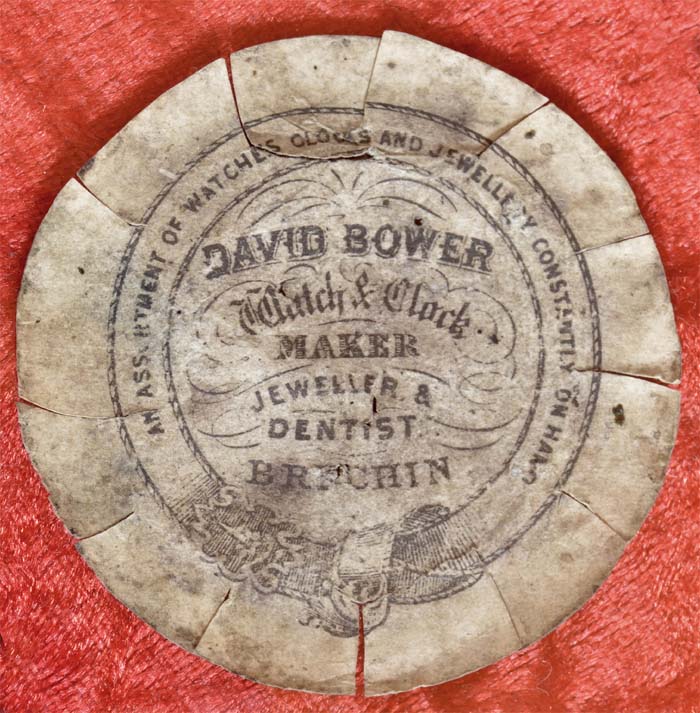 AN ASSORTMENT OF WATCHES CLOCKS AND JEWELLERY CONSTANTLY ON HAND
DAVID BOWER
Watch & Clock
MAKER
JEWELLER &
DENTIST
BRECHIN